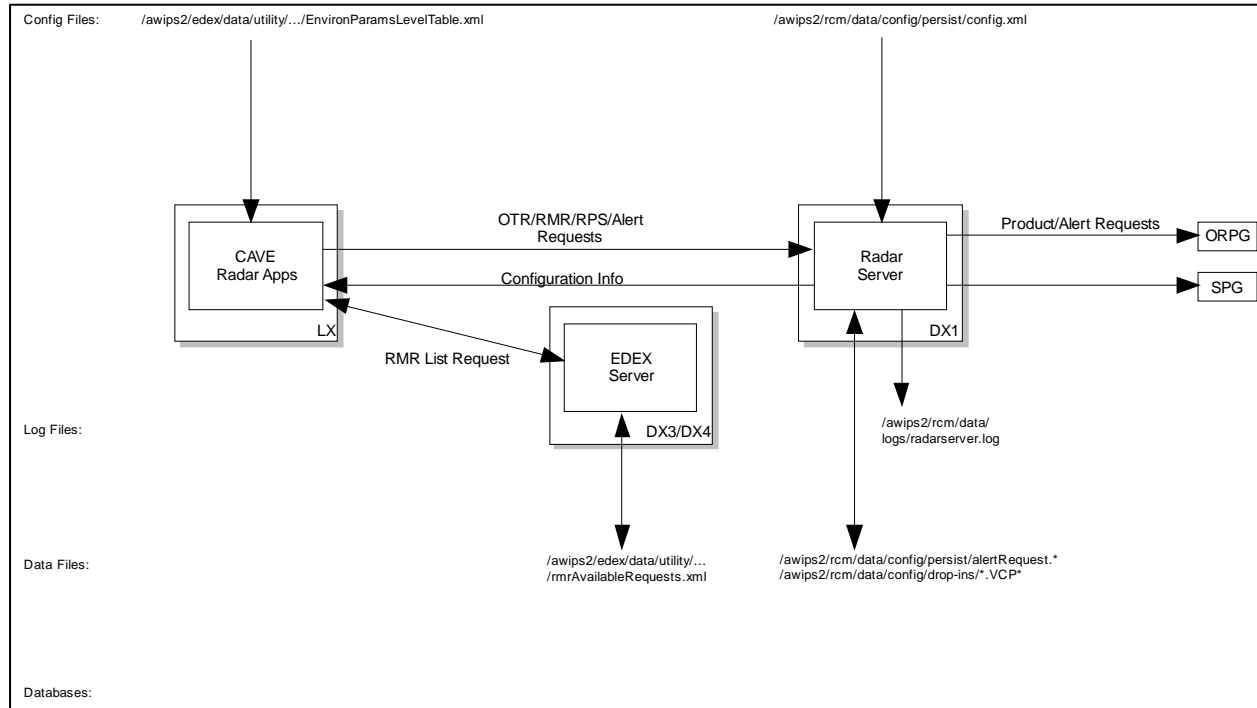 Config Files:
/awips2/edex/data/utility/.../EnvironParamsLevelTable.xml
/awips2/rcm/data/config/persist/config.xml
CAVE
Radar Apps
LX
OTR/RMR/RPS/Alert
Requests
Configuration Info
Radar
Server
DX1
Product/Alert Requests
ORPG
SPG
RMR List Request
EDEX
Server
DX3/DX4
Log Files:
/awips2/rcm/data/
logs/radarserver.log
Data Files:
/awips2/edex/data/utility/...
/rmrAvailableRequests.xml
/awips2/rcm/data/config/persist/alertRequest.*
/awips2/rcm/data/config/drop-ins/*.VCP*
Databases: